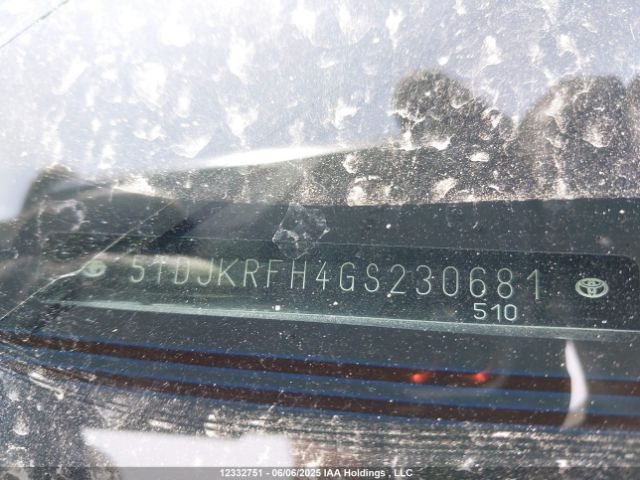 5TDJKRFH4GS230681
510
12332751 - 06/06/2025 IAA Holdings , LLC